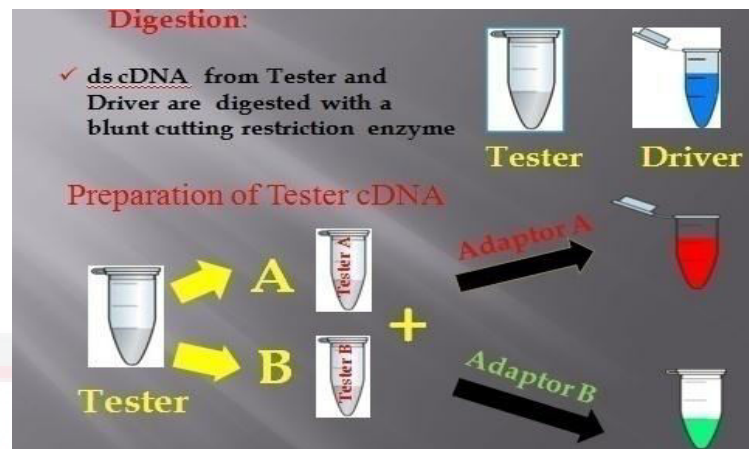 Digestion:
✓ ds cDNA from Tester and
Driver are digested with a
blunt cutting restriction enzyme
Tester
Driver
Preparation of Tester cDNA
Tester
A
Tester A
B
Tester B
+
Adaptor A
Adaptor B